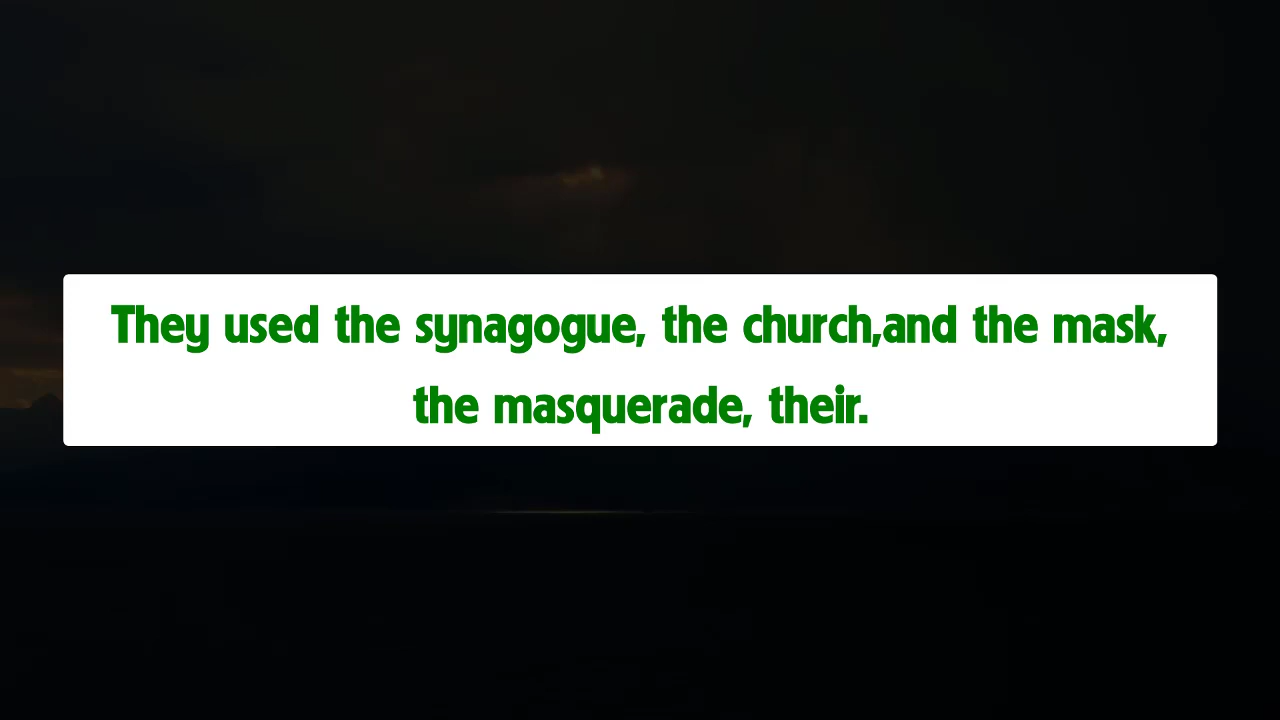 They used the synagogue, the church,and the mask,
the masquerade, their.